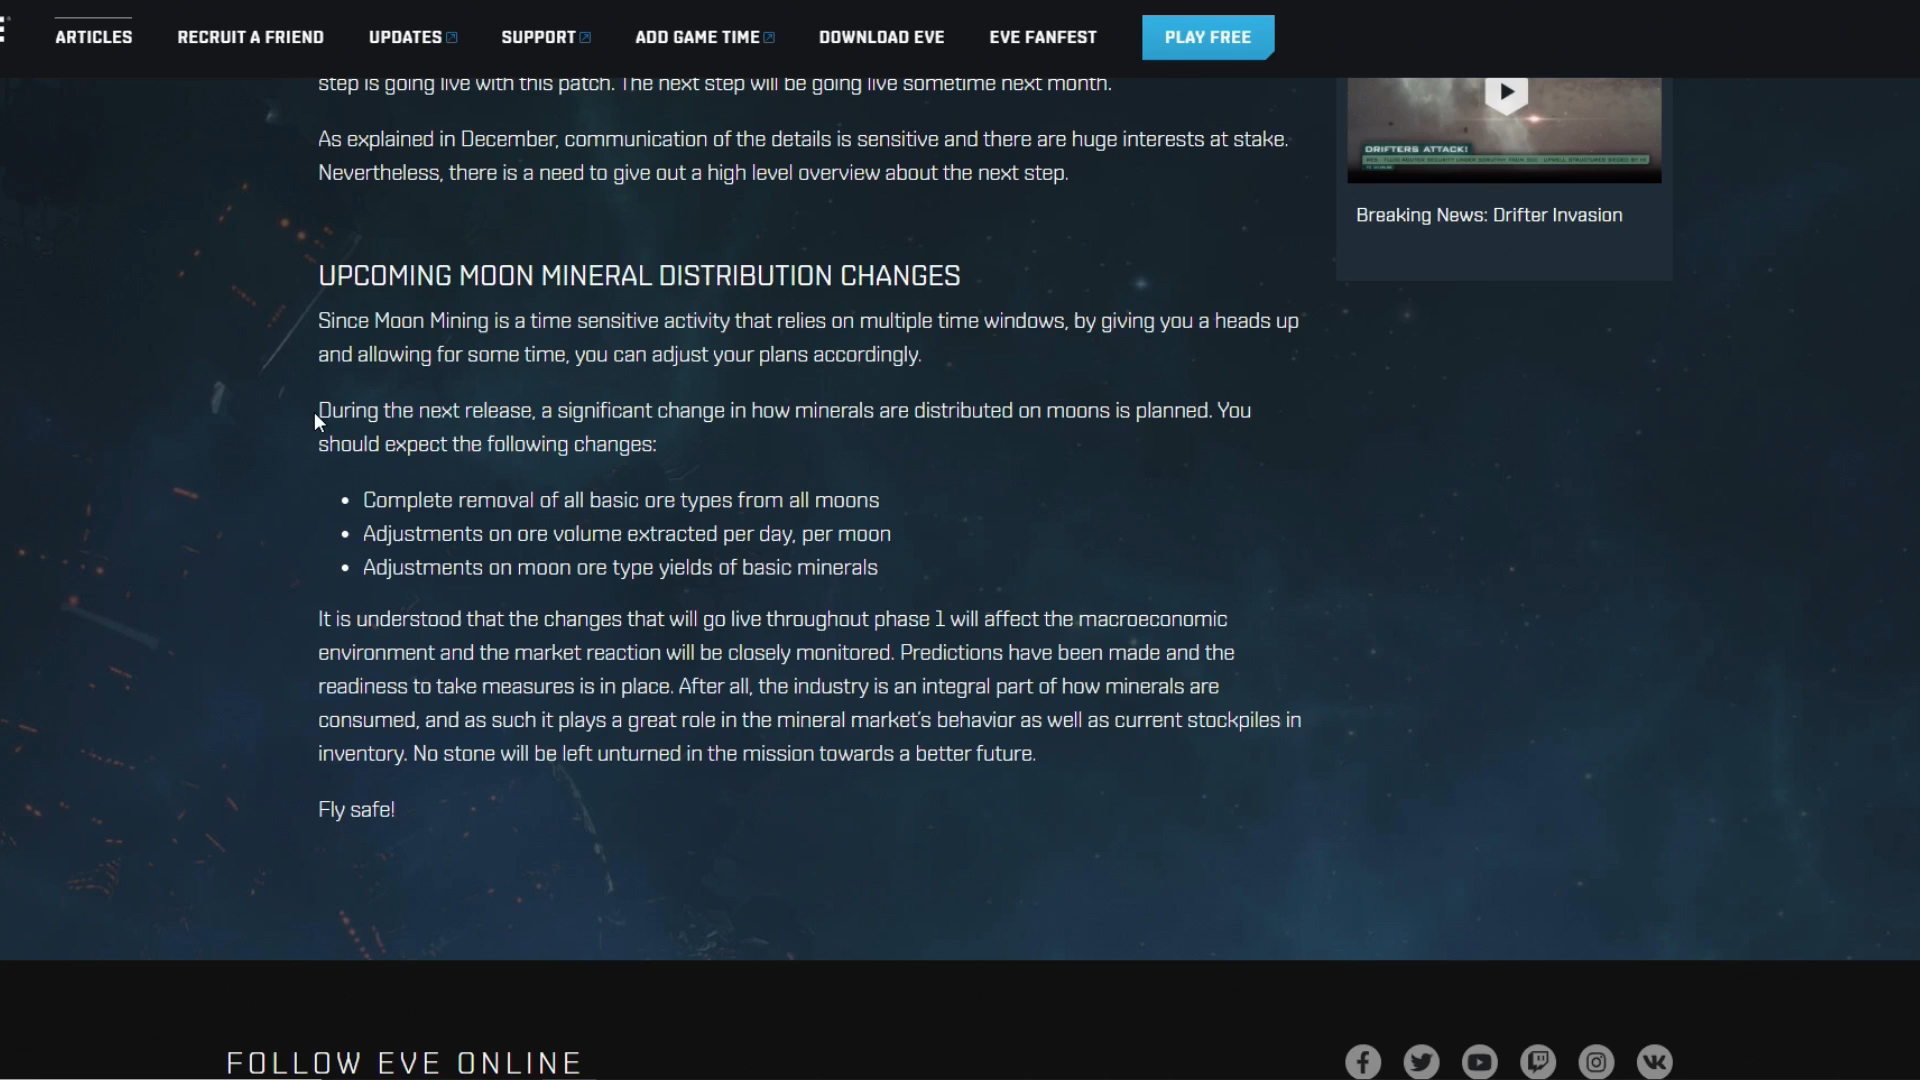 ARTICLES RECRUIT A FRIEND UPDATES SUPPORT ADD GAME TIME DOWNLOAD EVE EVE FANFEST PLAY FREE
step is going live with this patch. The next step will be going live sometime next month.
As explained in December, communication of the details is sensitive and there are huge interests at stake.
Nevertheless, there is a need to give out a high level overview about the next step.
DRIFTERS ATTACK!
Breaking News: Drifter Invasion
UPCOMING MOON MINERAL DISTRIBUTION CHANGES
Since Moon Mining is a time sensitive activity that relies on multiple time windows, by giving you a heads up
and allowing for some time, you can adjust your plans accordingly.
During the next release, a significant change in how minerals are distributed on moons is planned. You
should expect the following changes:
• Complete removal of all basic ore types from all moons
• Adjustments on ore volume extracted per day, per moon
• Adjustments on moon ore type yields of basic minerals
It is understood that the changes that will go live throughout phase 1 will affect the macroeconomic
environment and the market reaction will be closely monitored. Predictions have been made and the
readiness to take measures is in place. After all, the industry is an integral part of how minerals are
consumed, and as such it plays a great role in the mineral market's behavior as well as current stockpiles in
inventory. No stone will be left unturned in the mission towards a better future.
Fly safe!
FOLLOW EVE ONLINE